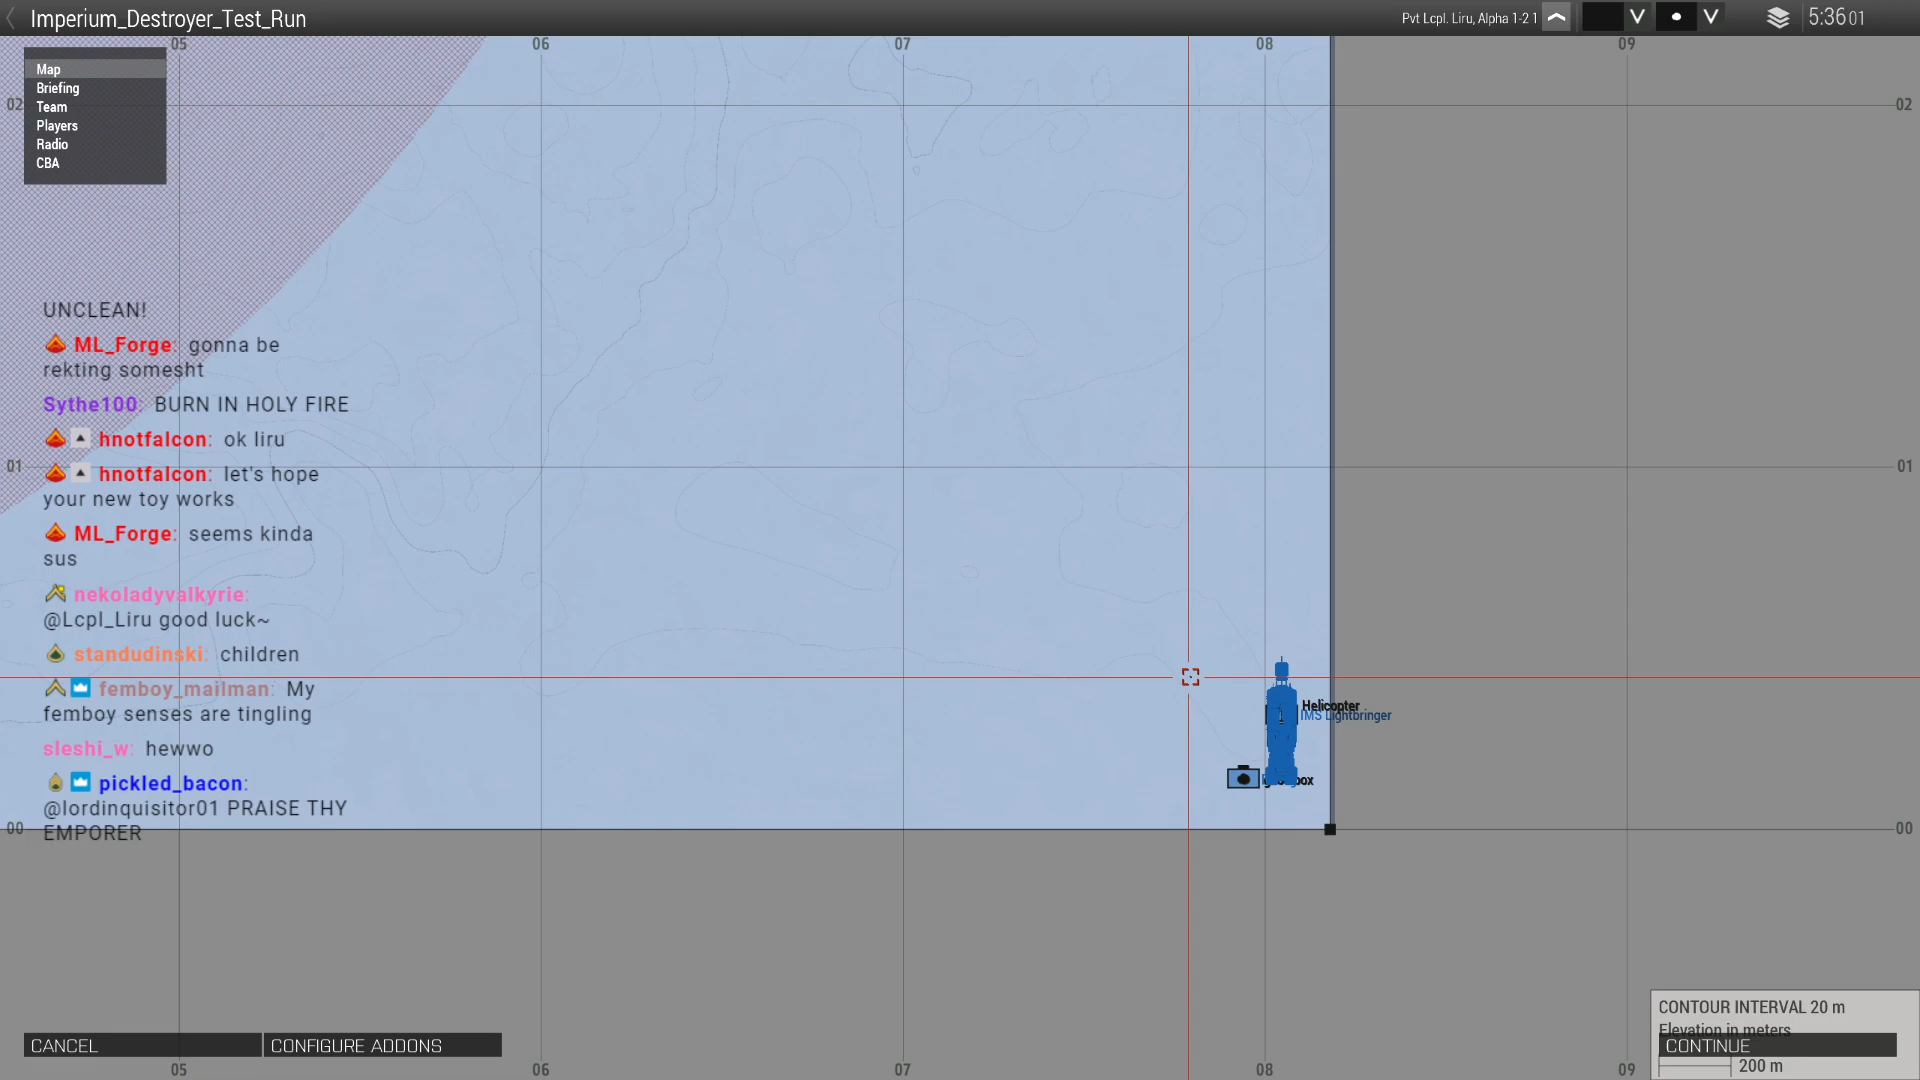 Imperium_Destroyer_Test_Run
Pvt Lcpl. Liru, Alpha 1-2 1
5:36 01
05 06 07 08 09
Map
Briefing
Team
Players
Radio
CBA
02 02
UNCLEAN!
ML_Forge: gonna be
rekting somesht
Sythe100: BURN IN HOLY FIRE
hnotfalcon: ok liru
01 01
hnotfalcon: let's hope
your new toy works
ML_Forge: seems kinda
sus
nekoladyvalkyrie:
@Lcpl_Liru good luck~
standudinski: children
femboy_mailman: My
femboy senses are tingling
Helicopter
IMS Lightbringer
sleshi_w: hewwo
pickled_bacon:
@lordinquisitor01 PRAISE THY
EMPORER
00 00
CONTOUR INTERVAL 20 m
Elevation in meters
CANCEL
CONFIGURE ADDONS
CONTINUE
200 m
05 06 07 08 09